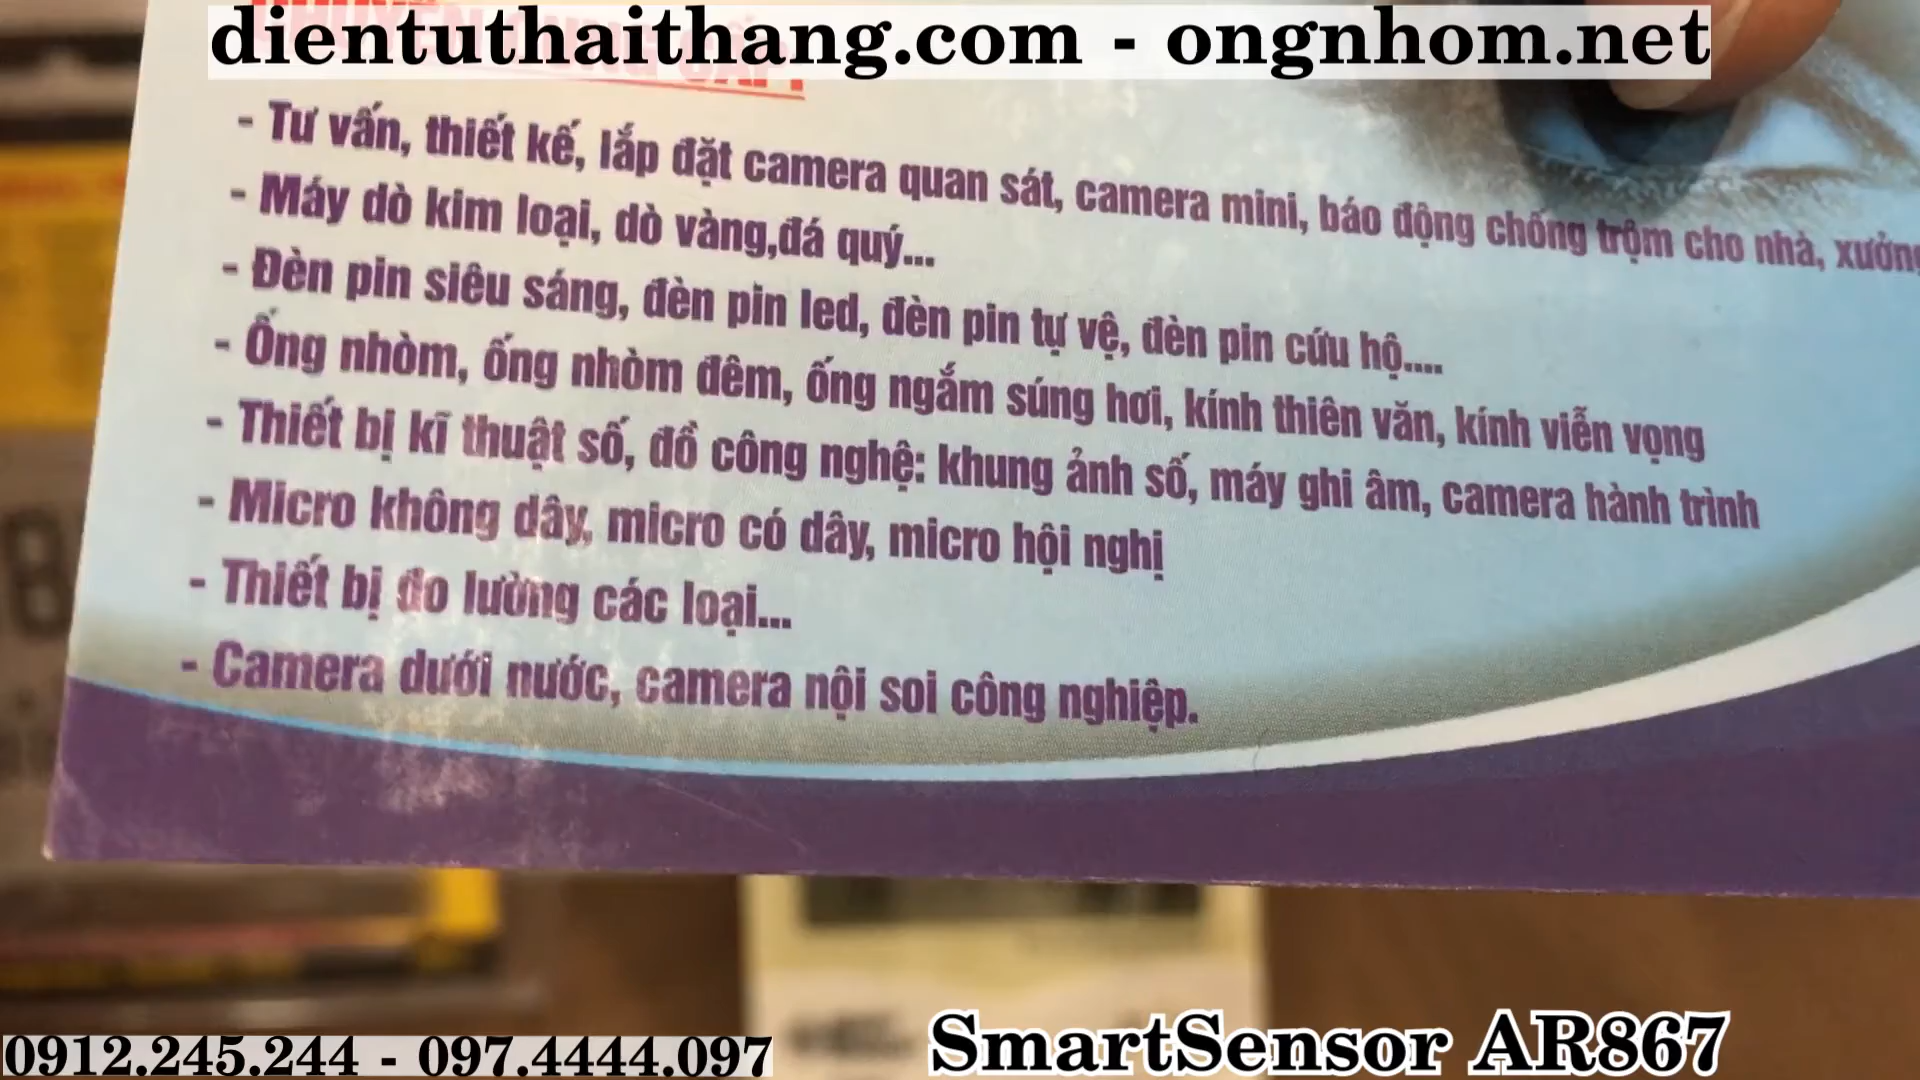 dientuthaithang.com - ongnhom.net
- Tư vấn, thiết kế, lắp đặt camera quan sát, camera mini, báo động chống trộm cho nhà, xưởng
- Máy dò kim loại, dò vàng,đá quý...
- Đèn pin siêu sáng, đèn pin led, đèn pin tự vệ, đèn pin cứu hộ....
- Ống nhòm, ống nhòm đêm, ống ngắm súng hơi, kính thiên văn, kính viễn vọng
- Thiết bị kĩ thuật số, đồ công nghệ: khung ảnh số, máy ghi âm, camera hành trình
- Micro không dây, micro có dây, micro hội nghị
- Thiết bị đo lường các loại...
- Camera dưới nước, camera nội soi công nghiệp.
0912.245.244 - 097.4444.097
SmartSensor AR867